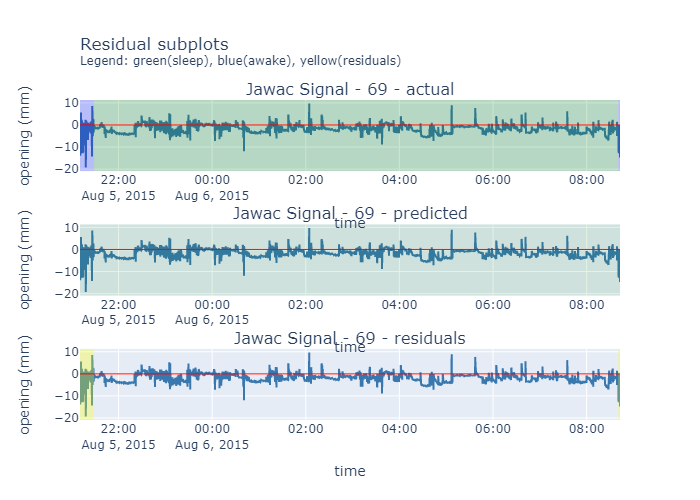 Residual subplots
Legend: green(sleep), blue(awake), yellow(residuals)
Jawac Signal - 69 - actual
opening (mm)
10
0
−10
−20
22:00 00:00 02:00 04:00 06:00 08:00
Aug 5, 2015 Aug 6, 2015
Jawac Signal - 69 - predicted
time
opening (mm)
10
0
−10
−20
22:00 00:00 02:00 04:00 06:00 08:00
Aug 5, 2015 Aug 6, 2015
Jawac Signal - 69 - residuals
time
opening (mm)
10
0
−10
−20
22:00 00:00 02:00 04:00 06:00 08:00
Aug 5, 2015 Aug 6, 2015
time